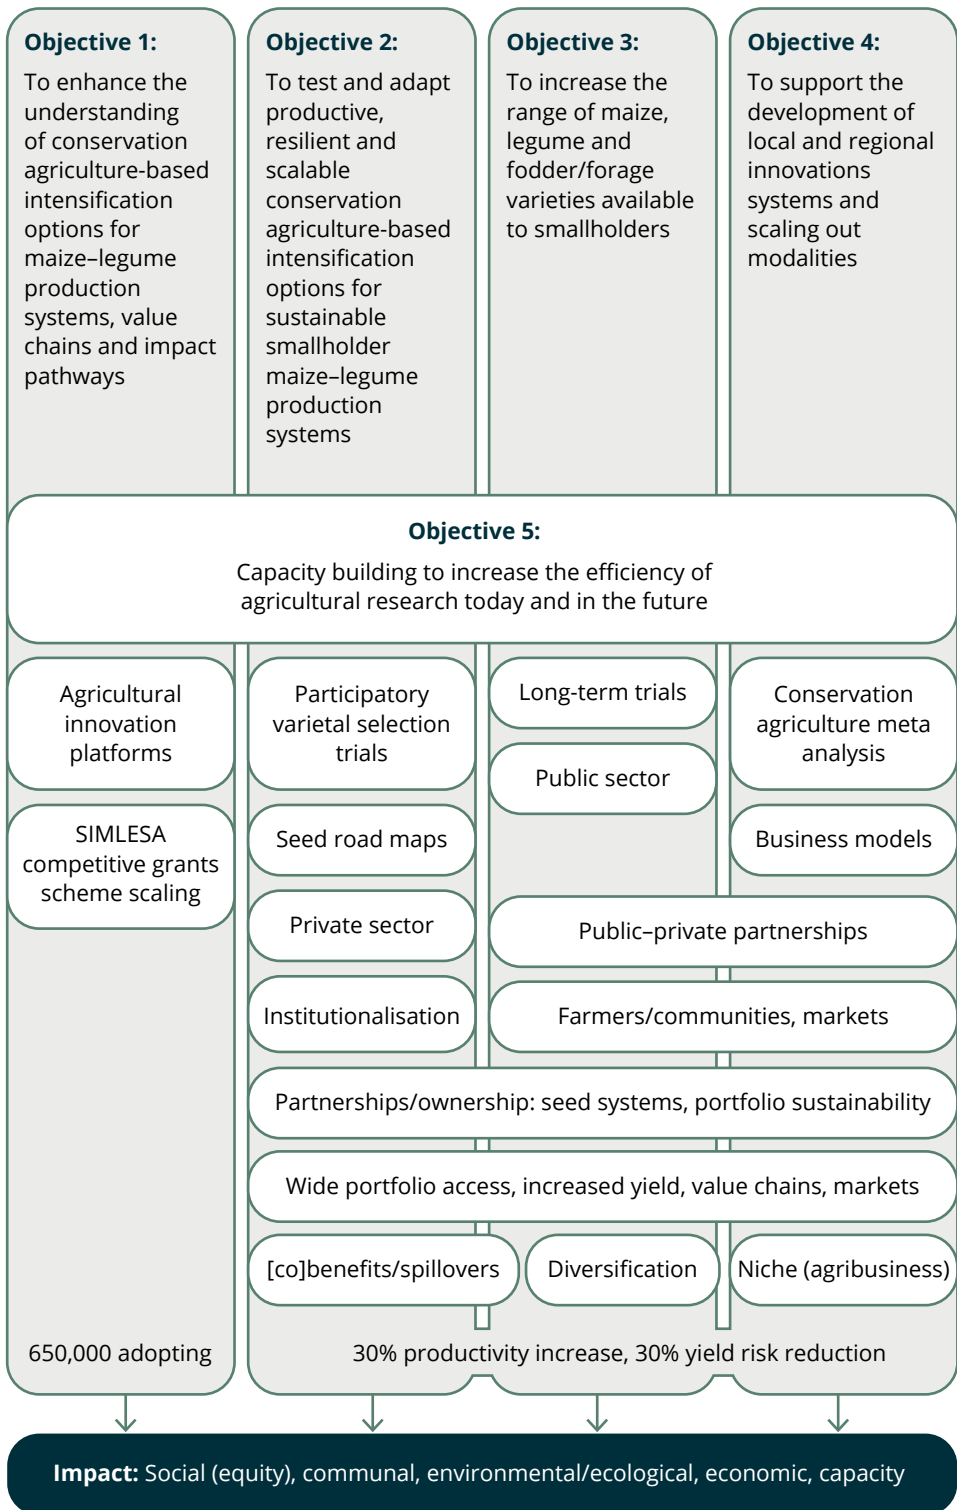 Objective 1:
To enhance the
understanding
of conservation
agriculture-based
intensification
options for
maize–legume
production
systems, value
chains and impact
pathways
Objective 2:
To test and adapt
productive,
resilient and
scalable
conservation
agriculture-based
intensification
options for
sustainable
smallholder
maize–legume
production
systems
Objective 3:
To increase the
range of maize,
legume and
fodder/forage
varieties available
to smallholders
Objective 4:
To support the
development of
local and regional
innovations
systems and
scaling out
modalities
Objective 5:
Capacity building to increase the efficiency of
agricultural research today and in the future
Agricultural
innovation
platforms
SIMLESA
competitive grants
scheme scaling
Participatory
varietal selection
trials
Seed road maps
Private sector
Institutionalisation
Long-term trials
Public sector
Conservation
agriculture meta
analysis
Business models
Public–private partnerships
Farmers/communities, markets
Partnerships/ownership: seed systems, portfolio sustainability
Wide portfolio access, increased yield, value chains, markets
[co]benefits/spillovers
Diversification
Niche (agribusiness)
650,000 adopting
30% productivity increase, 30% yield risk reduction
Impact: Social (equity), communal, environmental/ecological, economic, capacity